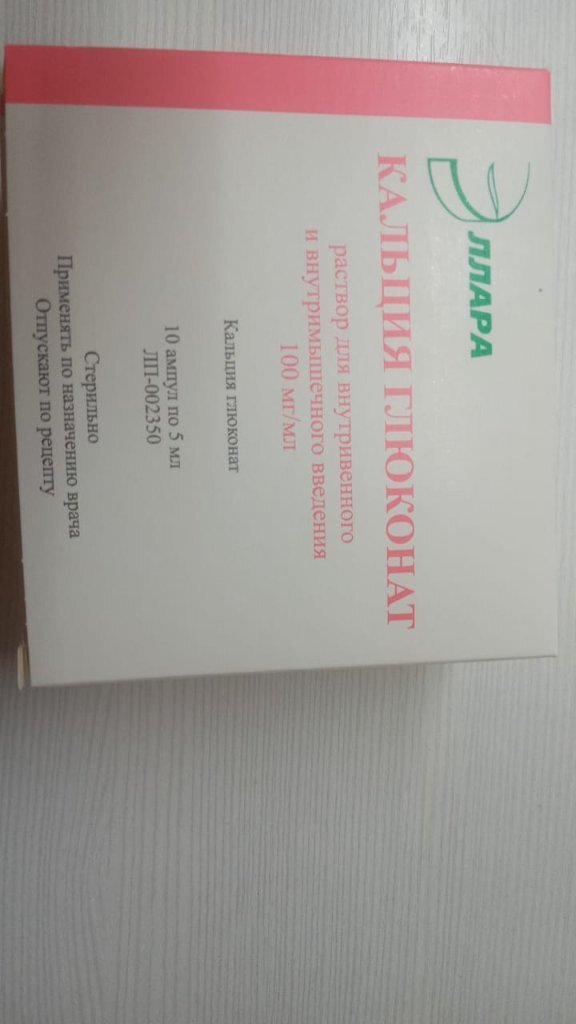 ЭЛЛАРА
КАЛЬЦИЯ ГЛЮКОНАТ
раствор для внутривенного
и внутримышечного введения
100 мг/мл
Кальция глюконат
10 ампул по 5 мл
ЛП-002350
Стерильно
Применять по назначению врача
Отпускают по рецепту